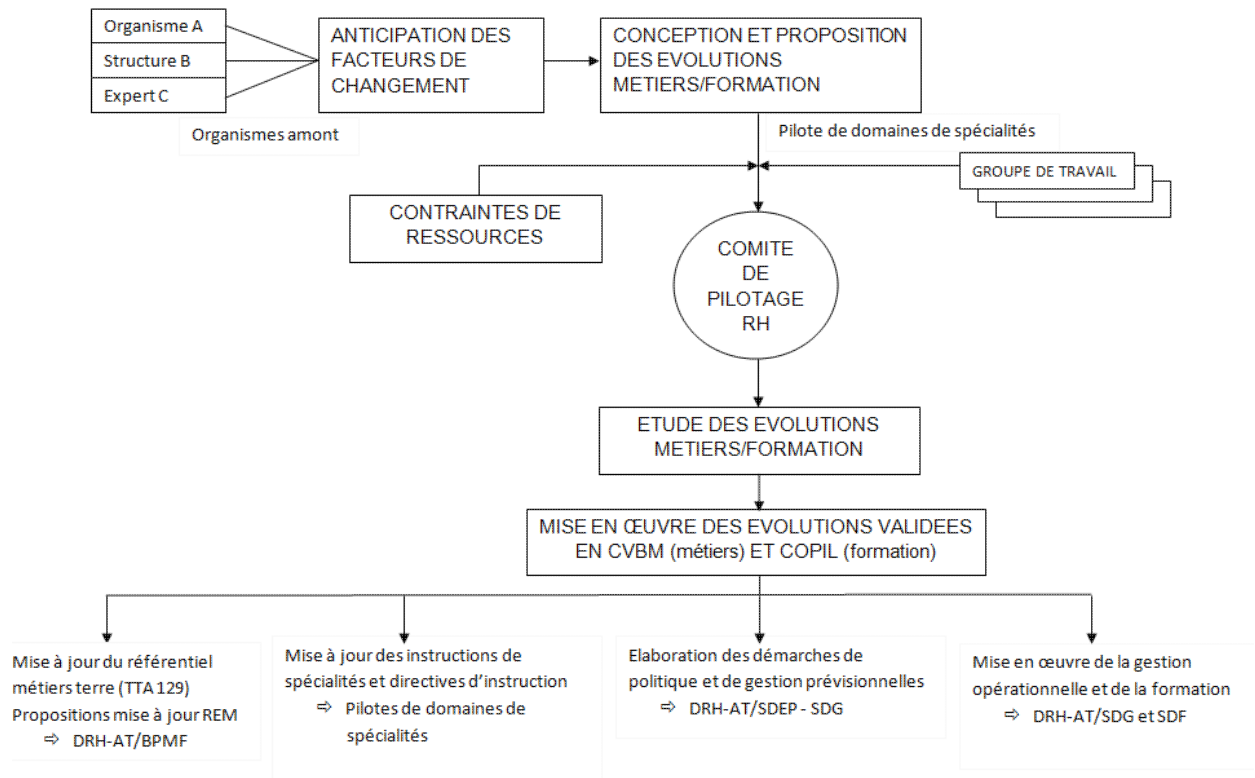 Organisme A
Structure B
Expert C
Organismes amont
ANTICIPATION DES
FACTEURS DE
CHANGEMENT
CONCEPTION ET PROPOSITION
DES EVOLUTIONS
METIERS/FORMATION
Pilote de domaines de spécialités
GROUPE DE TRAVAIL
CONTRAINTES DE
RESSOURCES
COMITE
DE
PILOTAGE
RH
ETUDE DES EVOLUTIONS
METIERS/FORMATION
MISE EN ŒUVRE DES EVOLUTIONS VALIDEES
EN CVBM (métiers) ET COPIL (formation)
Mise à jour du référentiel
métiers terre (TTA 129)
Propositions mise à jour REM
⇨ DRH-AT/BPMF
Mise à jour des instructions de
spécialités et directives d'instruction
⇨ Pilotes de domaines de
spécialités
Elaboration des démarches de
politique et de gestion prévisionnelles
⇨ DRH-AT/SDEP - SDG
Mise en œuvre de la gestion
opérationnelle et de la formation
⇨ DRH-AT/SDG et SDF